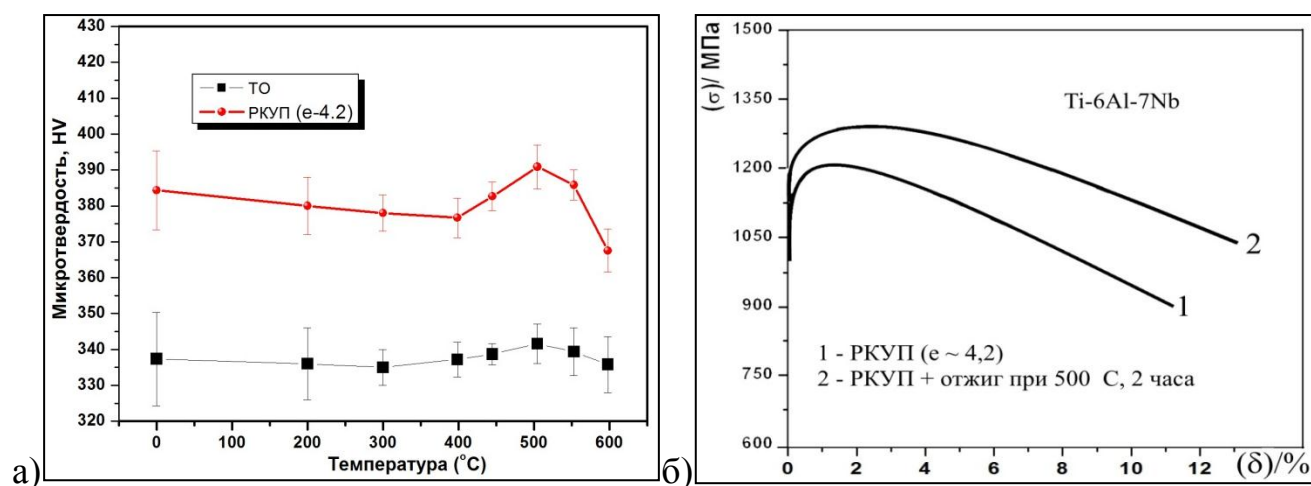 430
420
410
400
390
380
370
360
350
340
330
320
Микротвердость, HV
ТО
РКУП (е-4.2)
0 100 200 300 400 500 600
Температура (°C)
а)
1500
1350
1200
1050
900
750
600
(σ)/ МПа
Ti-6Al-7Nb
2
1
1 - РКУП (е ~ 4,2)
2 - РКУП + отжиг при 500 С, 2 часа
0 2 4 6 8 10 12 (δ)/%
б)